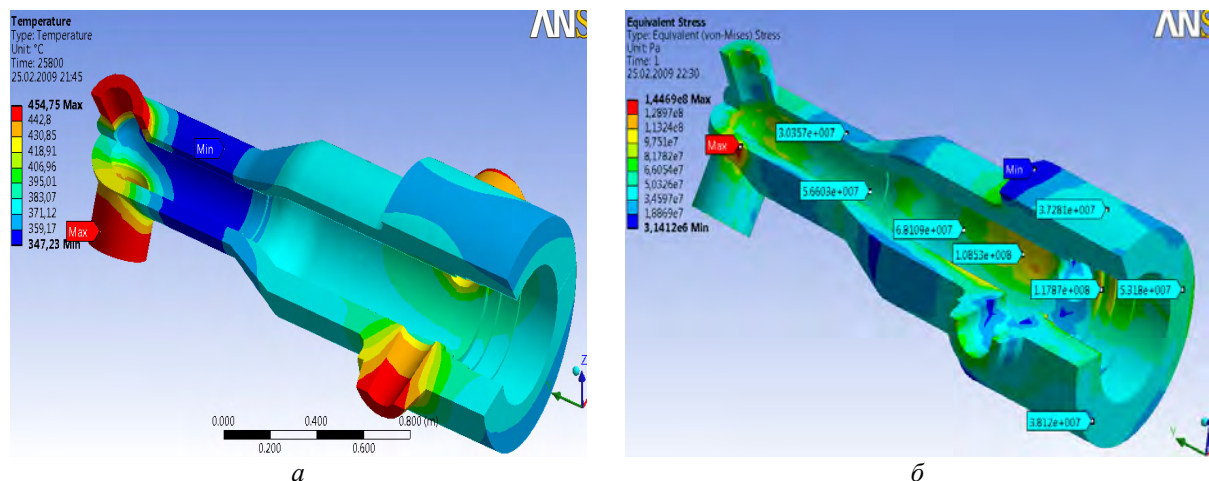 Temperature
Type: Temperature
Unit: °C
Time: 25800
25.02.2009 21:45
454,75 Max
442,8
430,85
418,91
406,96
395,01
383,07
371,12
359,17
347,23 Min
ANS
Min
Max
0.000
0.400
0.800 (m)
0.200
0.600
Z
а
Equivalent Stress
Type: Equivalent (von-Mises) Stress
Unit: Pa
Time: 1
25.02.2009 22:30
1,4469e8 Max
1,2897e8
1,1324e8
9,751e7
8,1782e7
6,6054e7
5,0326e7
3,4597e7
1,8869e7
3,1412e6 Min
ANS
3.0357e+007
Max
Min
5.6603e+007
3.7281e+007
6.8109e+007
1.0853e+008
1.1787e+008
5.318e+007
3.812e+007
Y
б